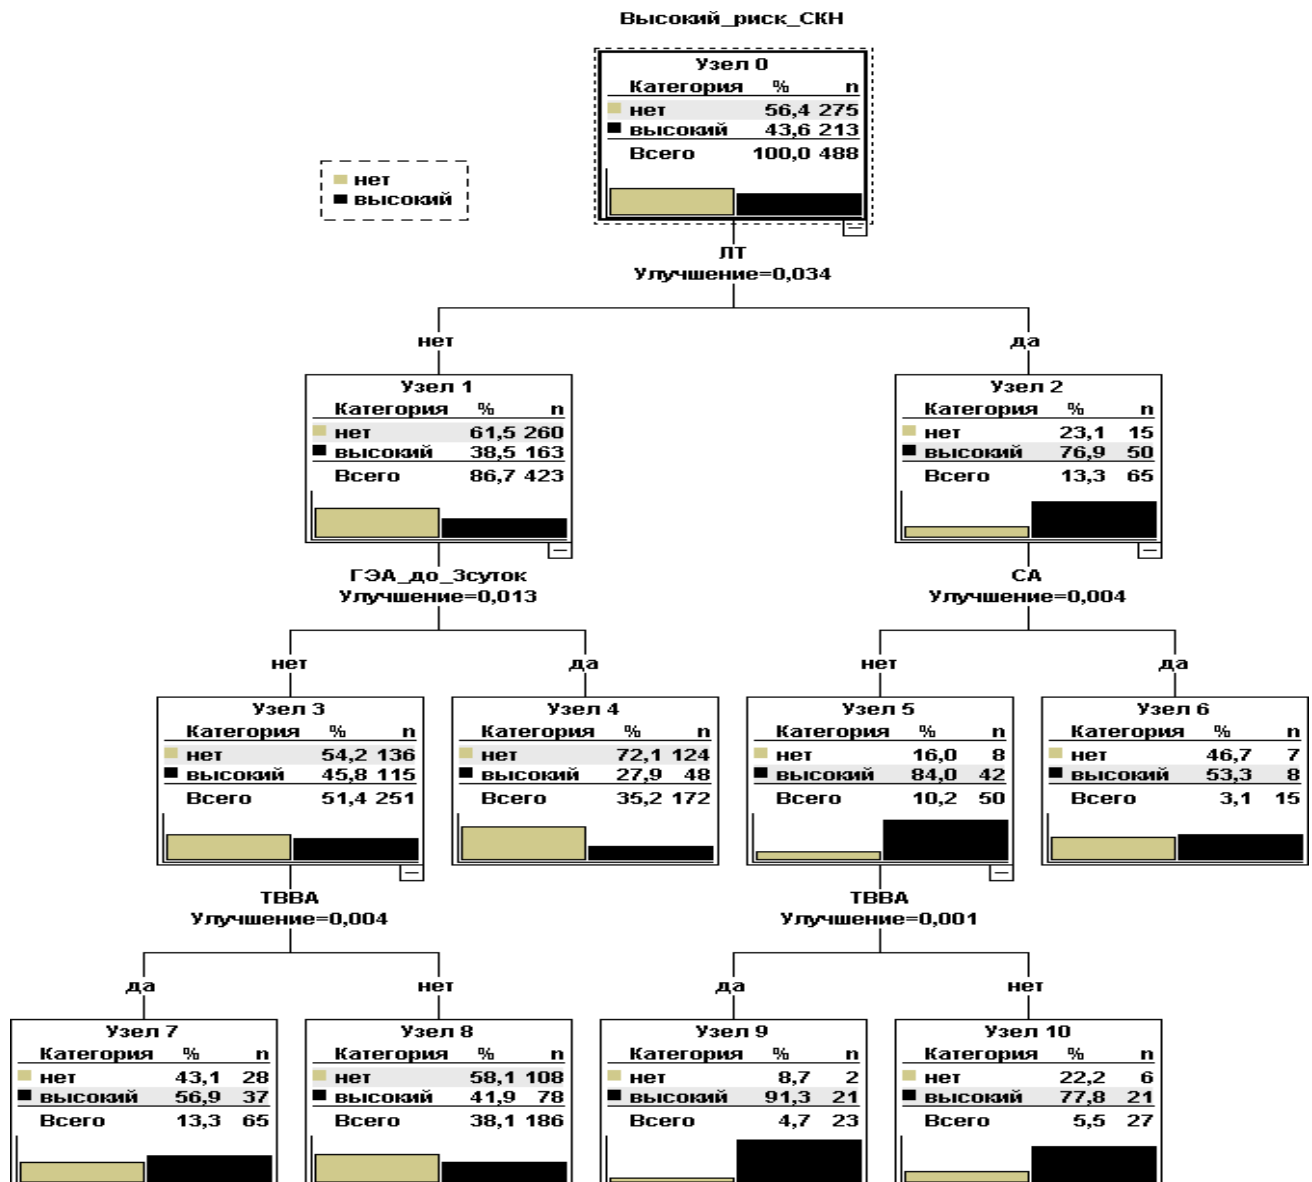 Высокий_риск_СКН
Узел 0
Категория % n
нет 56,4 275
высокий 43,6 213
Всего 100,0 488
нет
высокий
ЛТ
Улучшение=0,034
нет
да
Узел 1
Категория % n
нет 61,5 260
высокий 38,5 163
Всего 86,7 423
Узел 2
Категория % n
нет 23,1 15
высокий 76,9 50
Всего 13,3 65
ГЭА_до_3суток
Улучшение=0,013
СА
Улучшение=0,004
нет
да
нет
да
Узел 3
Категория % n
нет 54,2 136
высокий 45,8 115
Всего 51,4 251
Узел 4
Категория % n
нет 72,1 124
высокий 27,9 48
Всего 35,2 172
Узел 5
Категория % n
нет 16,0 8
высокий 84,0 42
Всего 10,2 50
Узел 6
Категория % n
нет 46,7 7
высокий 53,3 8
Всего 3,1 15
ТВВА
Улучшение=0,004
ТВВА
Улучшение=0,001
да
нет
да
нет
Узел 7
Категория % n
нет 43,1 28
высокий 56,9 37
Всего 13,3 65
Узел 8
Категория % n
нет 58,1 108
высокий 41,9 78
Всего 38,1 186
Узел 9
Категория % n
нет 8,7 2
высокий 91,3 21
Всего 4,7 23
Узел 10
Категория % n
нет 22,2 6
высокий 77,8 21
Всего 5,5 27